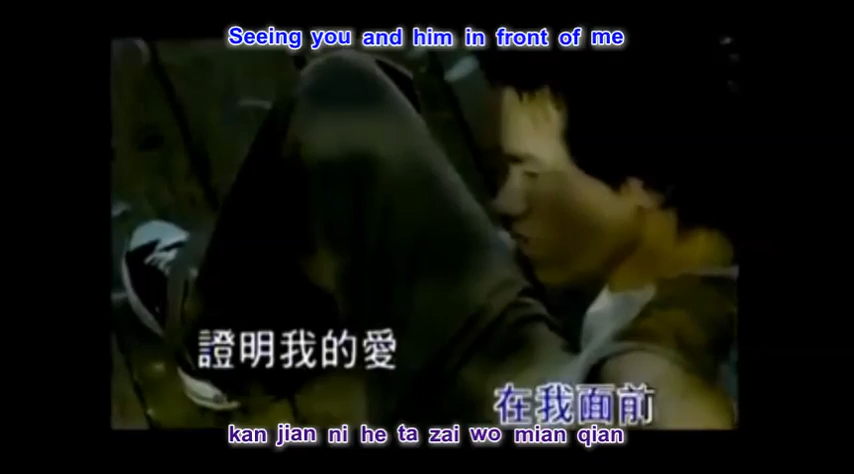 Seeing you and him in front of me
證明我的愛
在我面前
kan jian ni he ta zai wo mian qian